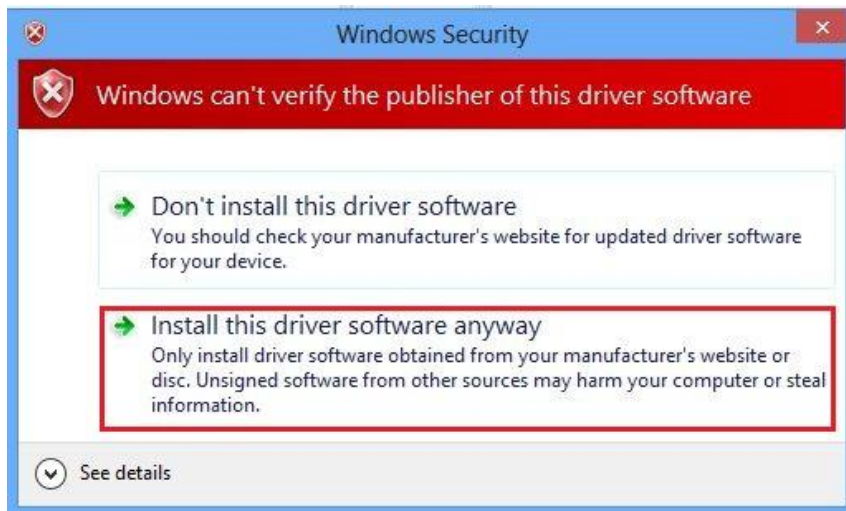 Windows Security
Windows can't verify the publisher of this driver software
Don't install this driver software
You should check your manufacturer's website for updated driver software
for your device.
Install this driver software anyway
Only install driver software obtained from your manufacturer's website or
disc. Unsigned software from other sources may harm your computer or steal
information.
See details